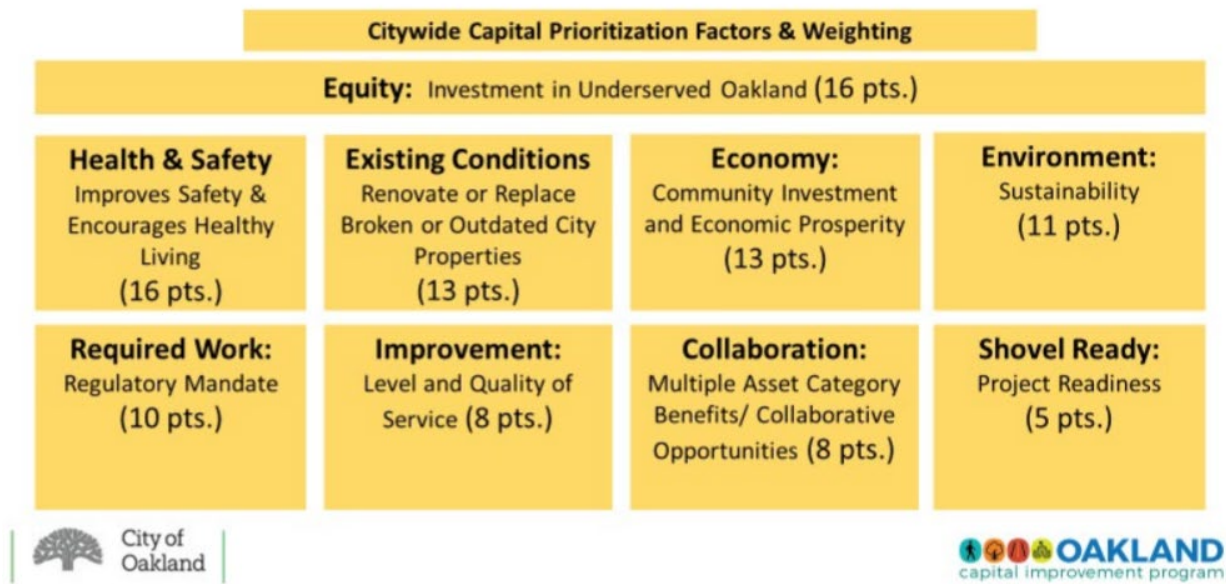 Citywide Capital Prioritization Factors & Weighting
Equity: Investment in Underserved Oakland (16 pts.)
Health & Safety
Improves Safety &
Encourages Healthy
Living
(16 pts.)
Existing Conditions
Renovate or Replace
Broken or Outdated City
Properties
(13 pts.)
Economy:
Community Investment
and Economic Prosperity
(13 pts.)
Environment:
Sustainability
(11 pts.)
Required Work:
Regulatory Mandate
(10 pts.)
Improvement:
Level and Quality of
Service (8 pts.)
Collaboration:
Multiple Asset Category
Benefits/ Collaborative
Opportunities (8 pts.)
Shovel Ready:
Project Readiness
(5 pts.)
City of
Oakland
OAKLAND
capital improvement program